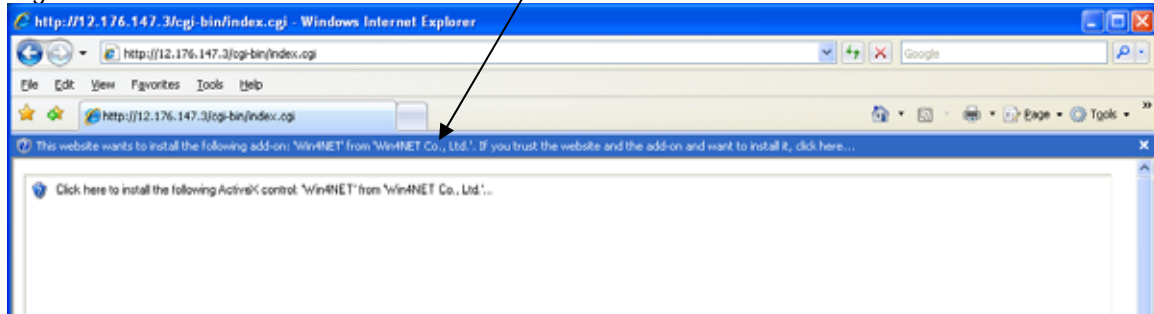 http://12.176.147.3/cgi-bin/index.cgi - Windows Internet Explorer
http://12.176.147.3/cgi-bin/index.cgi
Google
File Edit View Favorites Tools Help
http://12.176.147.3/cgi-bin/index.cgi
Page Tools
This website wants to install the following add-on: 'Win4NET' from 'Win4NET Co., Ltd.'. If you trust the website and the add-on and want to install it, click here...
Click here to install the following ActiveX control: 'Win4NET' from 'Win4NET Co., Ltd.'...